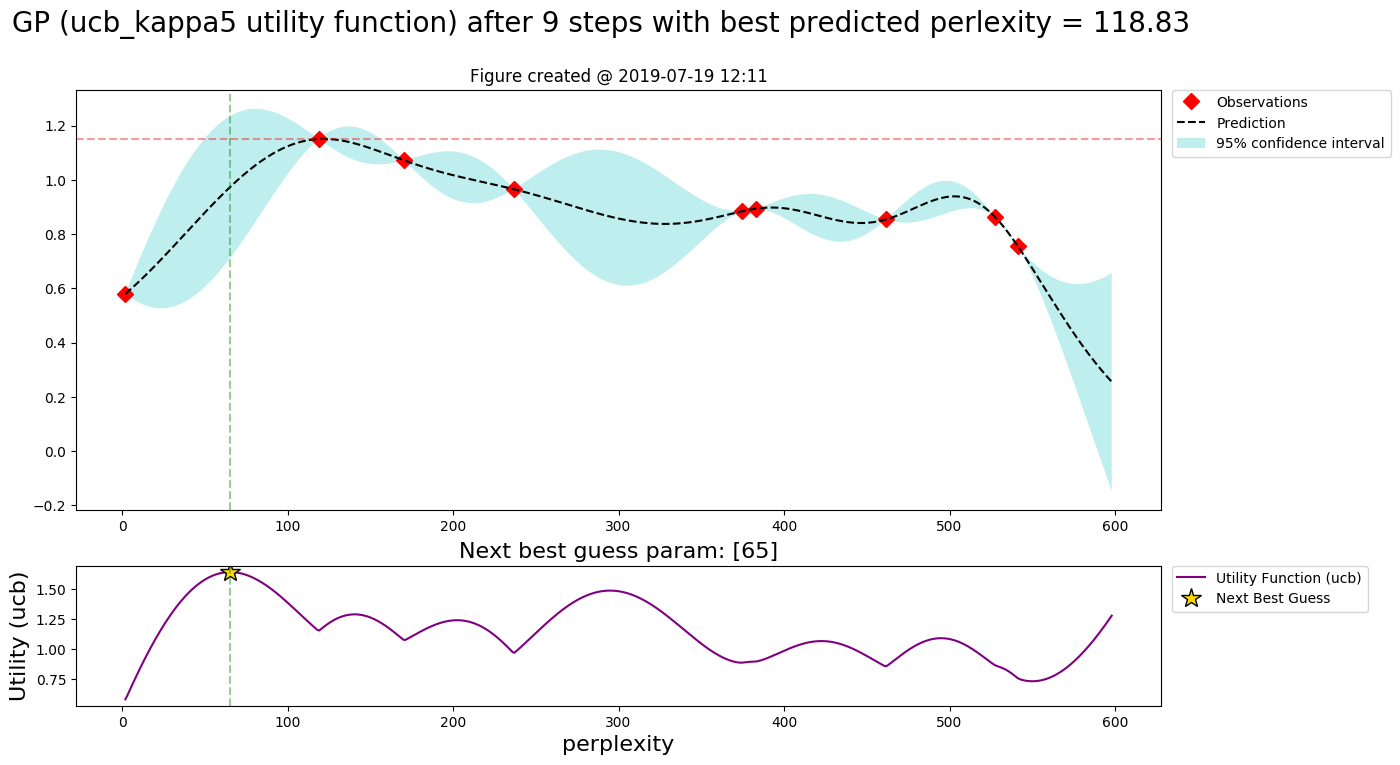 GP (ucb_kappa5 utility function) after 9 steps with best predicted perlexity = 118.83
Figure created @ 2019-07-19 12:11
1.2
1.0
0.8
0.6
0.4
0.2
0.0
−0.2
0 100 200 300 400 500 600
Observations
Prediction
95% confidence interval
Next best guess param: [65]
Utility (ucb)
1.50
1.25
1.00
0.75
0 100 200 300 400 500 600
perplexity
Utility Function (ucb)
Next Best Guess